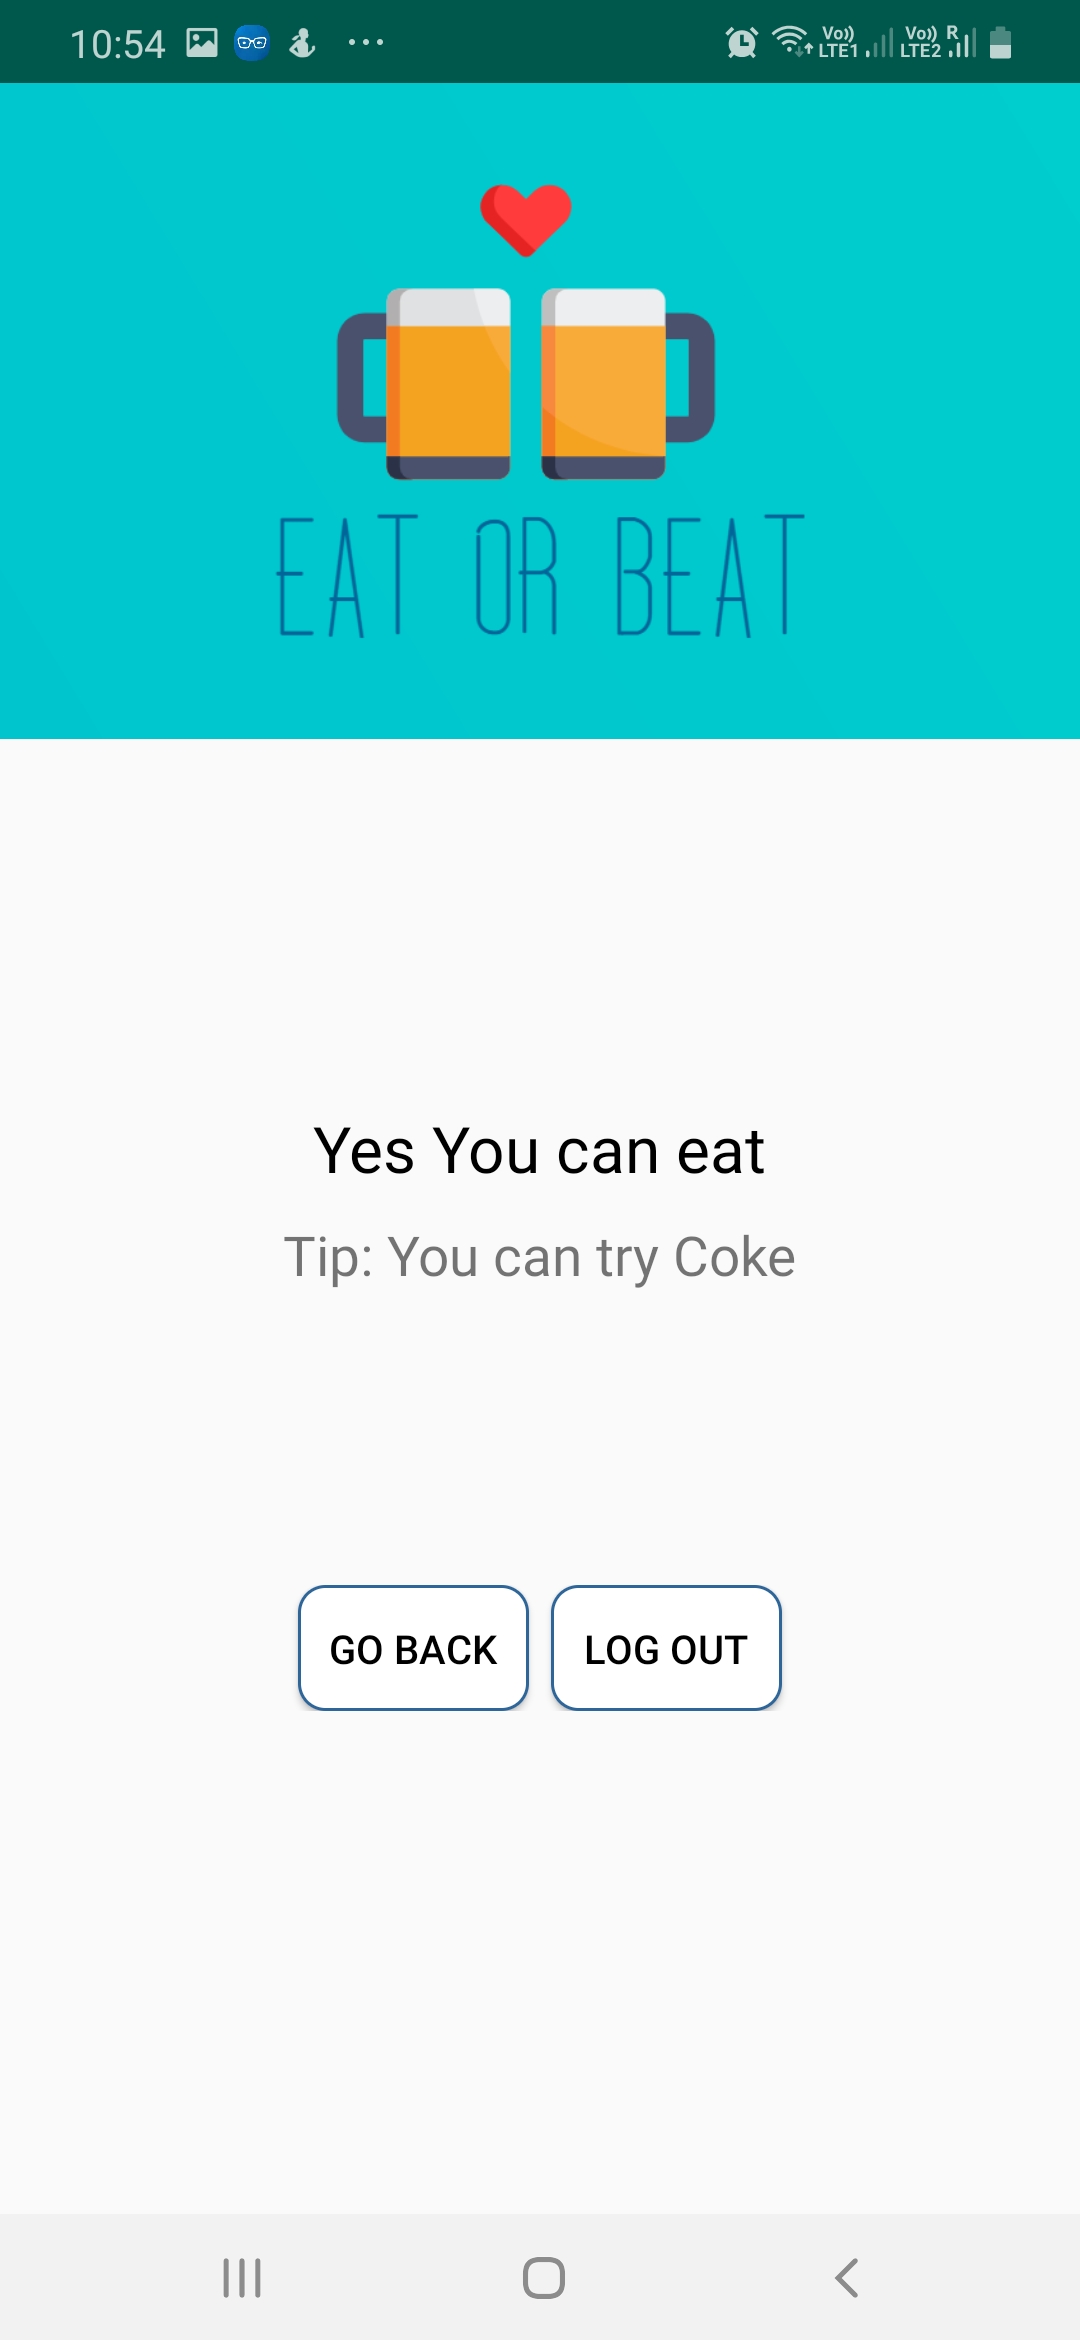 10:54 Vo)) LTE1 Vo)) LTE2 R
EAT OR BEAT
Yes You can eat
Tip: You can try Coke
GO BACK LOG OUT